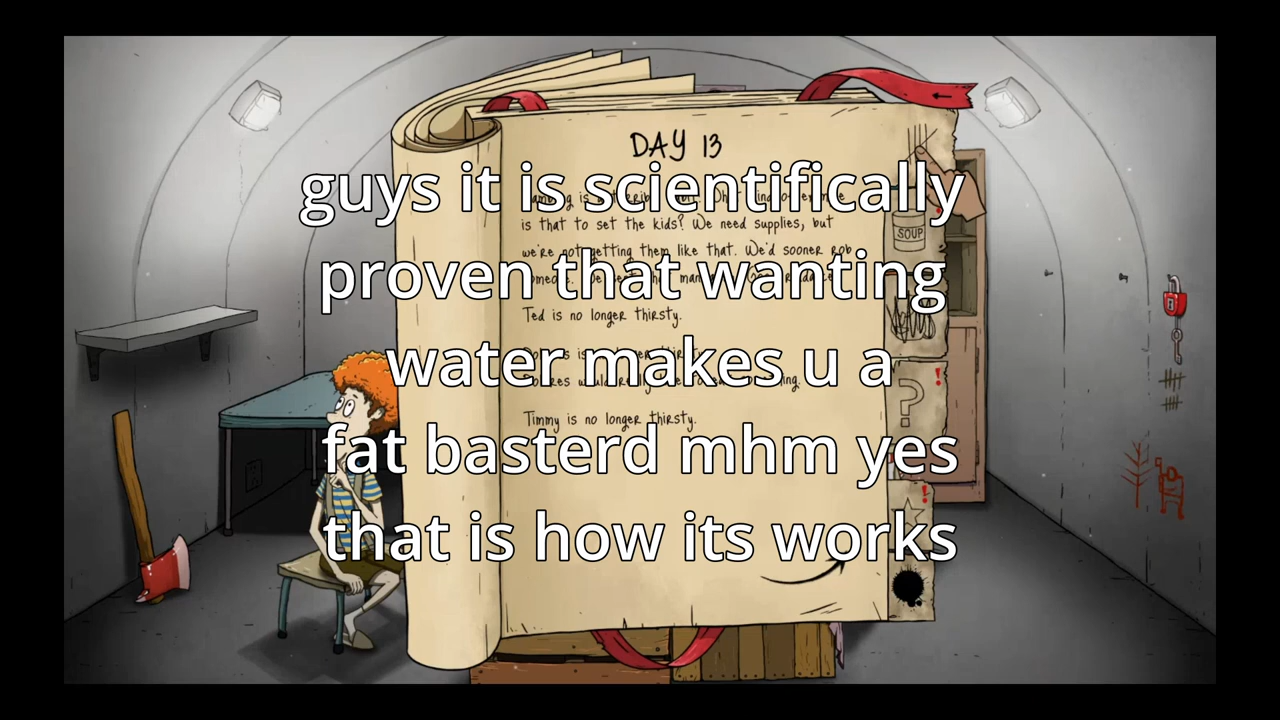 DAY 13
guys it is scientifically
is that to set the kids? We need supplies, but
we're not getting them like that. We'd sooner rob
proven that wanting
Ted is no longer thirsty.
water makes u a
Timmy is no longer thirsty.
fat basterd mhm yes
that is how its works
SOUP